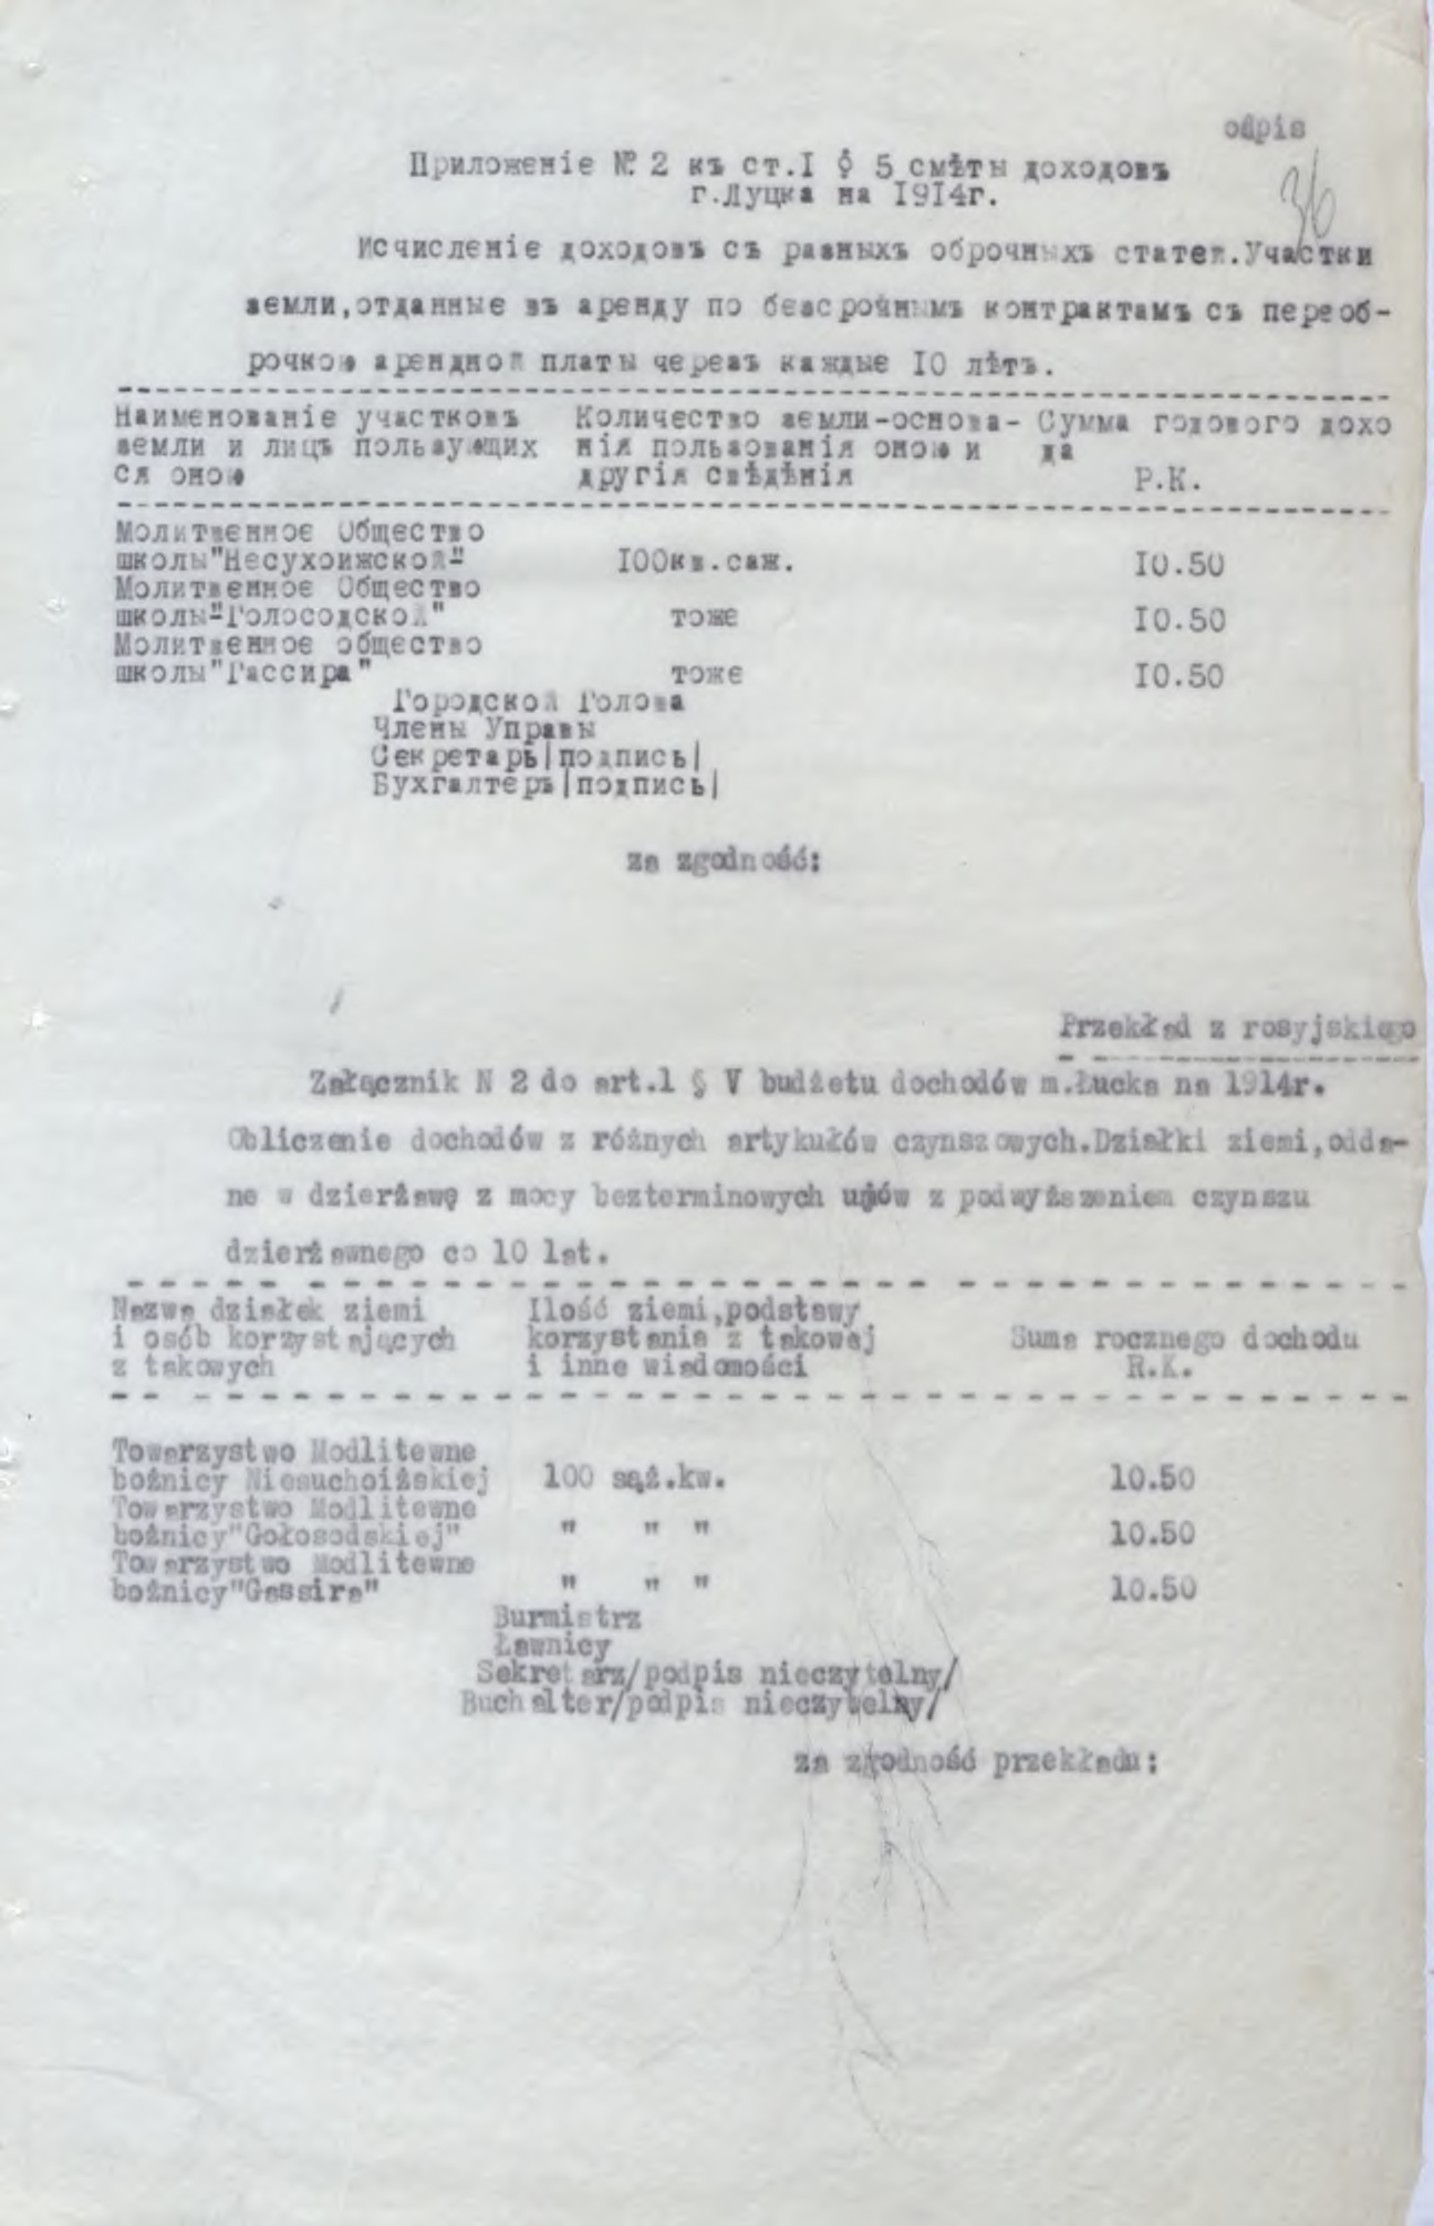 odpis
36
Приложеніе № 2 къ ст.I § 5 смѣты доходовъ
г.Луцка на I9I4г.
Исчисленіе доходовъ съ разныхъ оброчныхъ статей.Участки
земли,отданные въ аренду по безсрочнымъ контрактамъ съ переоб-
рочкою арендной платы черезъ каждые I0 лѣтъ.
Наименованіе участковъ Количество земли-основа- Сумма годового дохо
земли и лицъ пользующих нія пользованія оною и да
ся оною другія свѣдѣнія Р.К.
Молитвенное Общество
школы"Несухоижской" I00кв.саж. I0.50
Молитвенное Общество
школы"Голосодской" тоже I0.50
Молитвенное общество
школы"Гассира" тоже I0.50
Городской Голова
Члены Управы
Секретарь|подпись|
Бухгалтеръ|подпись|
za zgodność:
Przekład z rosyjskiego
Załącznik N 2 do art.1 § V budżetu dochodów m.Łucka na 1914r.
Obliczenie dochodów z różnych artykułów czynszowych.Działki ziemi,odda-
ne w dzierżawę z mocy bezterminowych umów z podwyższeniem czynszu
dzierżawnego co 10 lat.
Nazwa działek ziemi Ilość ziemi,podstawy
i osób korzystających korzystania z takowej Suma rocznego dochodu
z takowych i inne wiadomości R.K.
Towarzystwo Modlitewne
bożnicy Niesuchoiżskiej 100 sąż.kw. 10.50
Towarzystwo Modlitewne
bożnicy"Gołosodskiej" " " " 10.50
Towarzystwo Modlitewne
bożnicy"Gassira" " " " 10.50
Burmistrz
Ławnicy
Sekretarz/podpis nieczytelny/
Buchalter/podpis nieczytelny/
za zgodność przekładu: